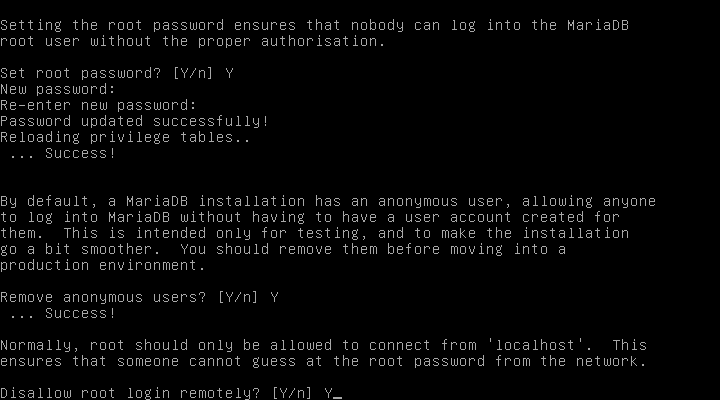 Setting the root password ensures that nobody can log into the MariaDB
root user without the proper authorisation.
Set root password? [Y/n] Y
New password:
Re-enter new password:
Password updated successfully!
Reloading privilege tables..
 ... Success!
By default, a MariaDB installation has an anonymous user, allowing anyone
to log into MariaDB without having to have a user account created for
them.  This is intended only for testing, and to make the installation
go a bit smoother.  You should remove them before moving into a
production environment.
Remove anonymous users? [Y/n] Y
 ... Success!
Normally, root should only be allowed to connect from 'localhost'.  This
ensures that someone cannot guess at the root password from the network.
Disallow root login remotely? [Y/n] Y_